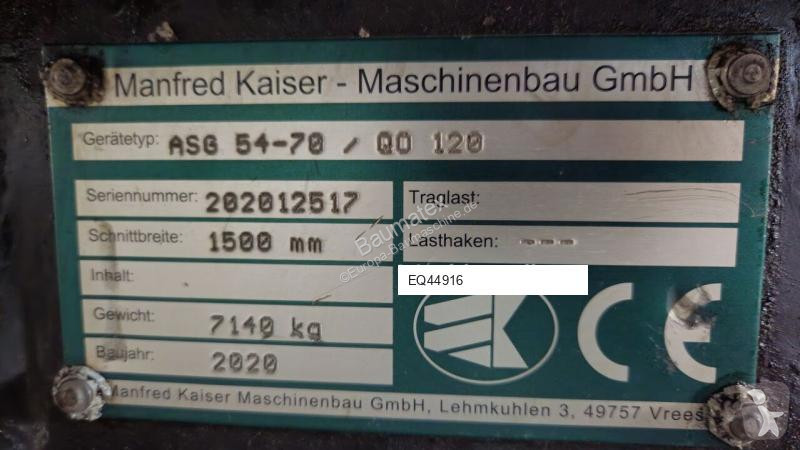 Manfred Kaiser - Maschinenbau GmbH
Gerätetyp: ASG 54-70 / QO 120
Seriennummer: 202012517
Traglast:
Schnittbreite: 1500 mm
Lasthaken: ---
Inhalt:
EQ44916
Gewicht: 7140 kg
Baujahr: 2020
CE
Manfred Kaiser Maschinenbau GmbH, Lehmkuhlen 3, 49757 Vrees